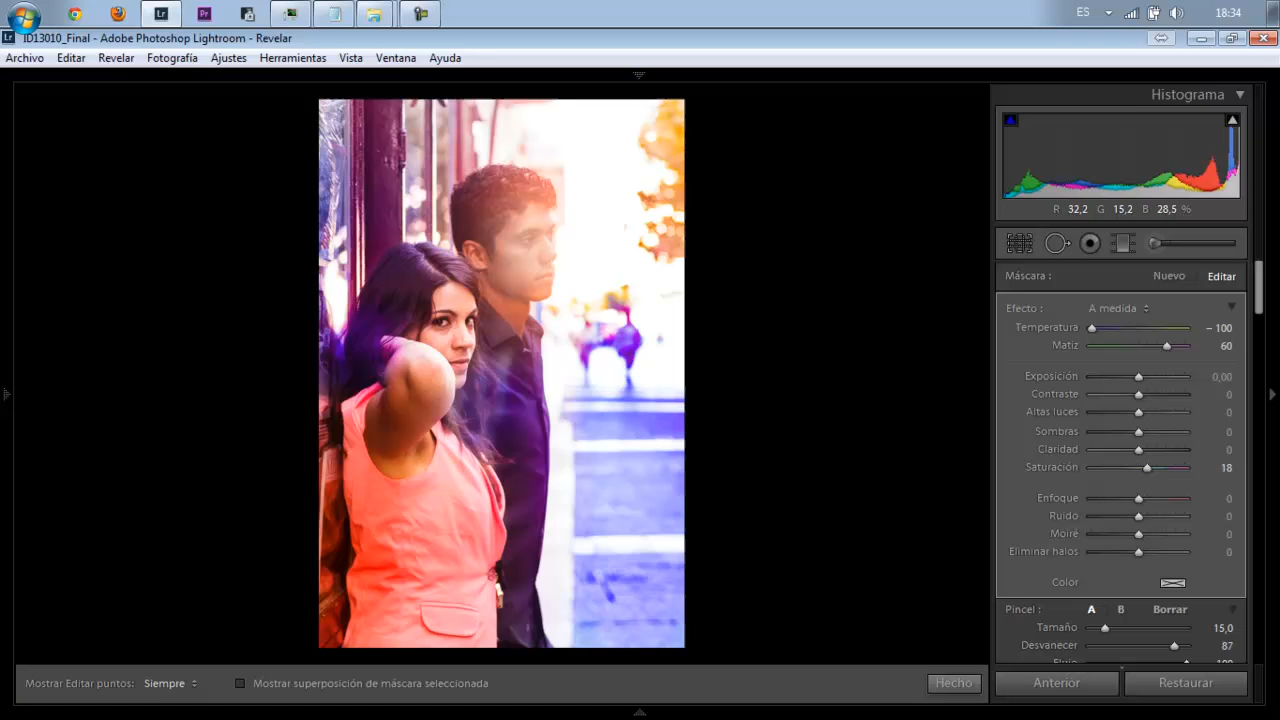 ES 18:34
ID13010_Final - Adobe Photoshop Lightroom - Revelar
Archivo Editar Revelar Fotografía Ajustes Herramientas Vista Ventana Ayuda
Histograma
R 32,2 G 15,2 B 28,5 %
Máscara : Nuevo Editar
Efecto : A medida
Temperatura – 100
Matiz 60
Exposición 0,00
Contraste 0
Altas luces 0
Sombras 0
Claridad 0
Saturación 18
Enfoque 0
Ruido 0
Moiré 0
Eliminar halos 0
Color
Pincel : A B Borrar
Tamaño 15,0
Desvanecer 87
Flujo 100
Mostrar Editar puntos: Siempre Mostrar superposición de máscara seleccionada Hecho Anterior Restaurar